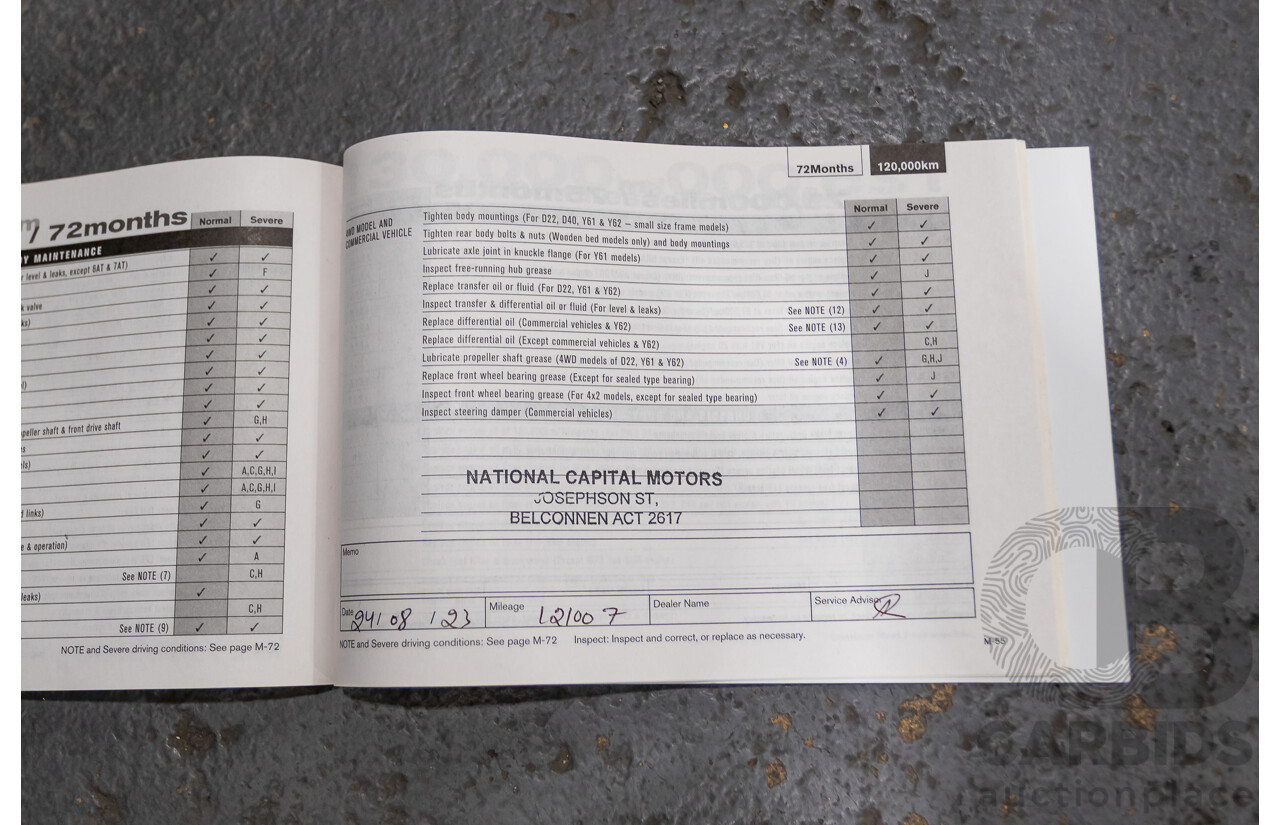 72months Normal Severe
Y MAINTENANCE ✓ ✓
r level & leaks, except 6AT & 7AT) ✓ F
✓ ✓
k valve ✓ ✓
ks) ✓ ✓
✓ ✓
✓ ✓
✓ ✓
✓ ✓
✓ ✓
✓ G,H
peller shaft & front drive shaft ✓ ✓
✓ ✓
✓ A,C,G,H,I
✓ A,C,G,H,I
✓ G
links) ✓ ✓
✓ ✓
e & operation) ✓ A
See NOTE (7) C,H
leaks) ✓
C,H
See NOTE (9) ✓ ✓
NOTE and Severe driving conditions: See page M-72
72Months 120,000km
Normal Severe
4WD MODEL AND
COMMERCIAL VEHICLE
Tighten body mountings (For D22, D40, Y61 & Y62 – small size frame models) ✓ ✓
Tighten rear body bolts & nuts (Wooden bed models only) and body mountings ✓ ✓
Lubricate axle joint in knuckle flange (For Y61 models) ✓ ✓
Inspect free-running hub grease ✓ J
Replace transfer oil or fluid (For D22, Y61 & Y62) ✓ ✓
Inspect transfer & differential oil or fluid (For level & leaks) See NOTE (12) ✓ ✓
Replace differential oil (Commercial vehicles & Y62) See NOTE (13) ✓ ✓
Replace differential oil (Except commercial vehicles & Y62) C,H
Lubricate propeller shaft grease (4WD models of D22, Y61 & Y62) See NOTE (4) ✓ G,H,J
Replace front wheel bearing grease (Except for sealed type bearing) ✓ J
Inspect front wheel bearing grease (For 4x2 models, except for sealed type bearing) ✓ ✓
Inspect steering damper (Commercial vehicles) ✓ ✓
NATIONAL CAPITAL MOTORS
JOSEPHSON ST,
BELCONNEN ACT 2617
Memo
Date 24/08/23 Mileage 121007 Dealer Name Service Advisor
NOTE and Severe driving conditions: See page M-72 Inspect: Inspect and correct, or replace as necessary.
M-55
CARBIDS
auctionplace